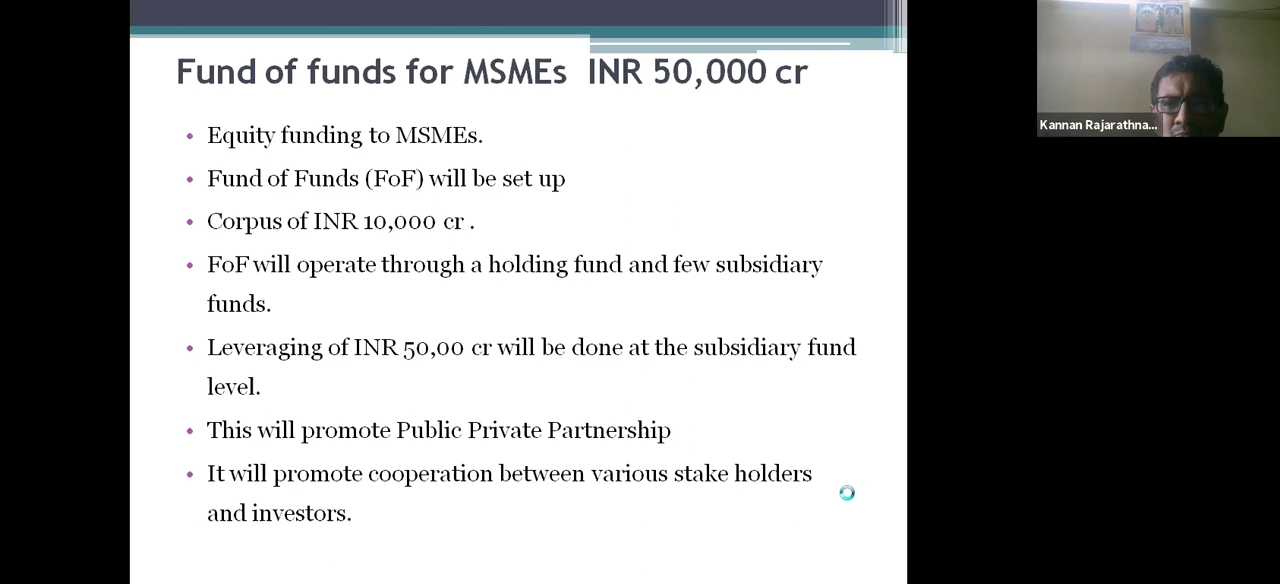 Fund of funds for MSMEs INR 50,000 cr
• Equity funding to MSMEs.
• Fund of Funds (FoF) will be set up
• Corpus of INR 10,000 cr .
• FoF will operate through a holding fund and few subsidiary
funds.
• Leveraging of INR 50,00 cr will be done at the subsidiary fund
level.
• This will promote Public Private Partnership
• It will promote cooperation between various stake holders
and investors.
Kannan Rajarathna...